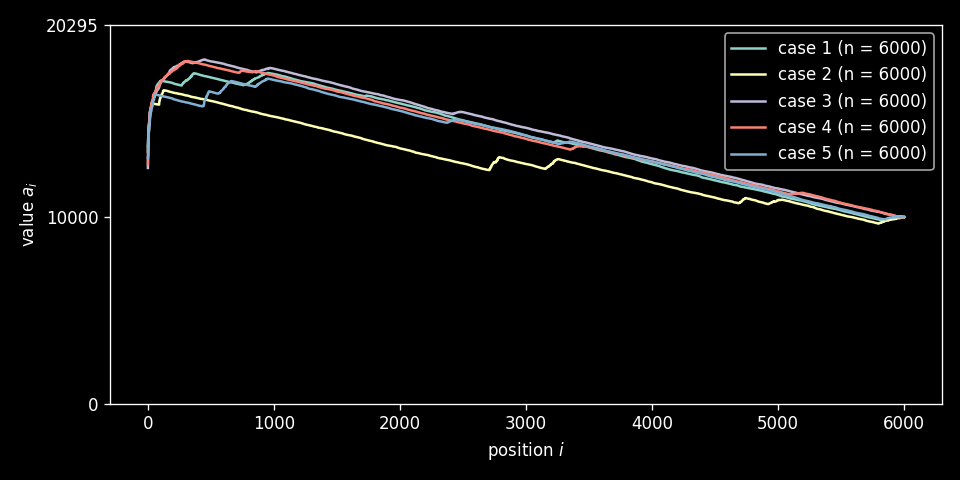 20295
10000
0
value aᵢ
0
1000
2000
3000
4000
5000
6000
position i
case 1 (n = 6000)
case 2 (n = 6000)
case 3 (n = 6000)
case 4 (n = 6000)
case 5 (n = 6000)